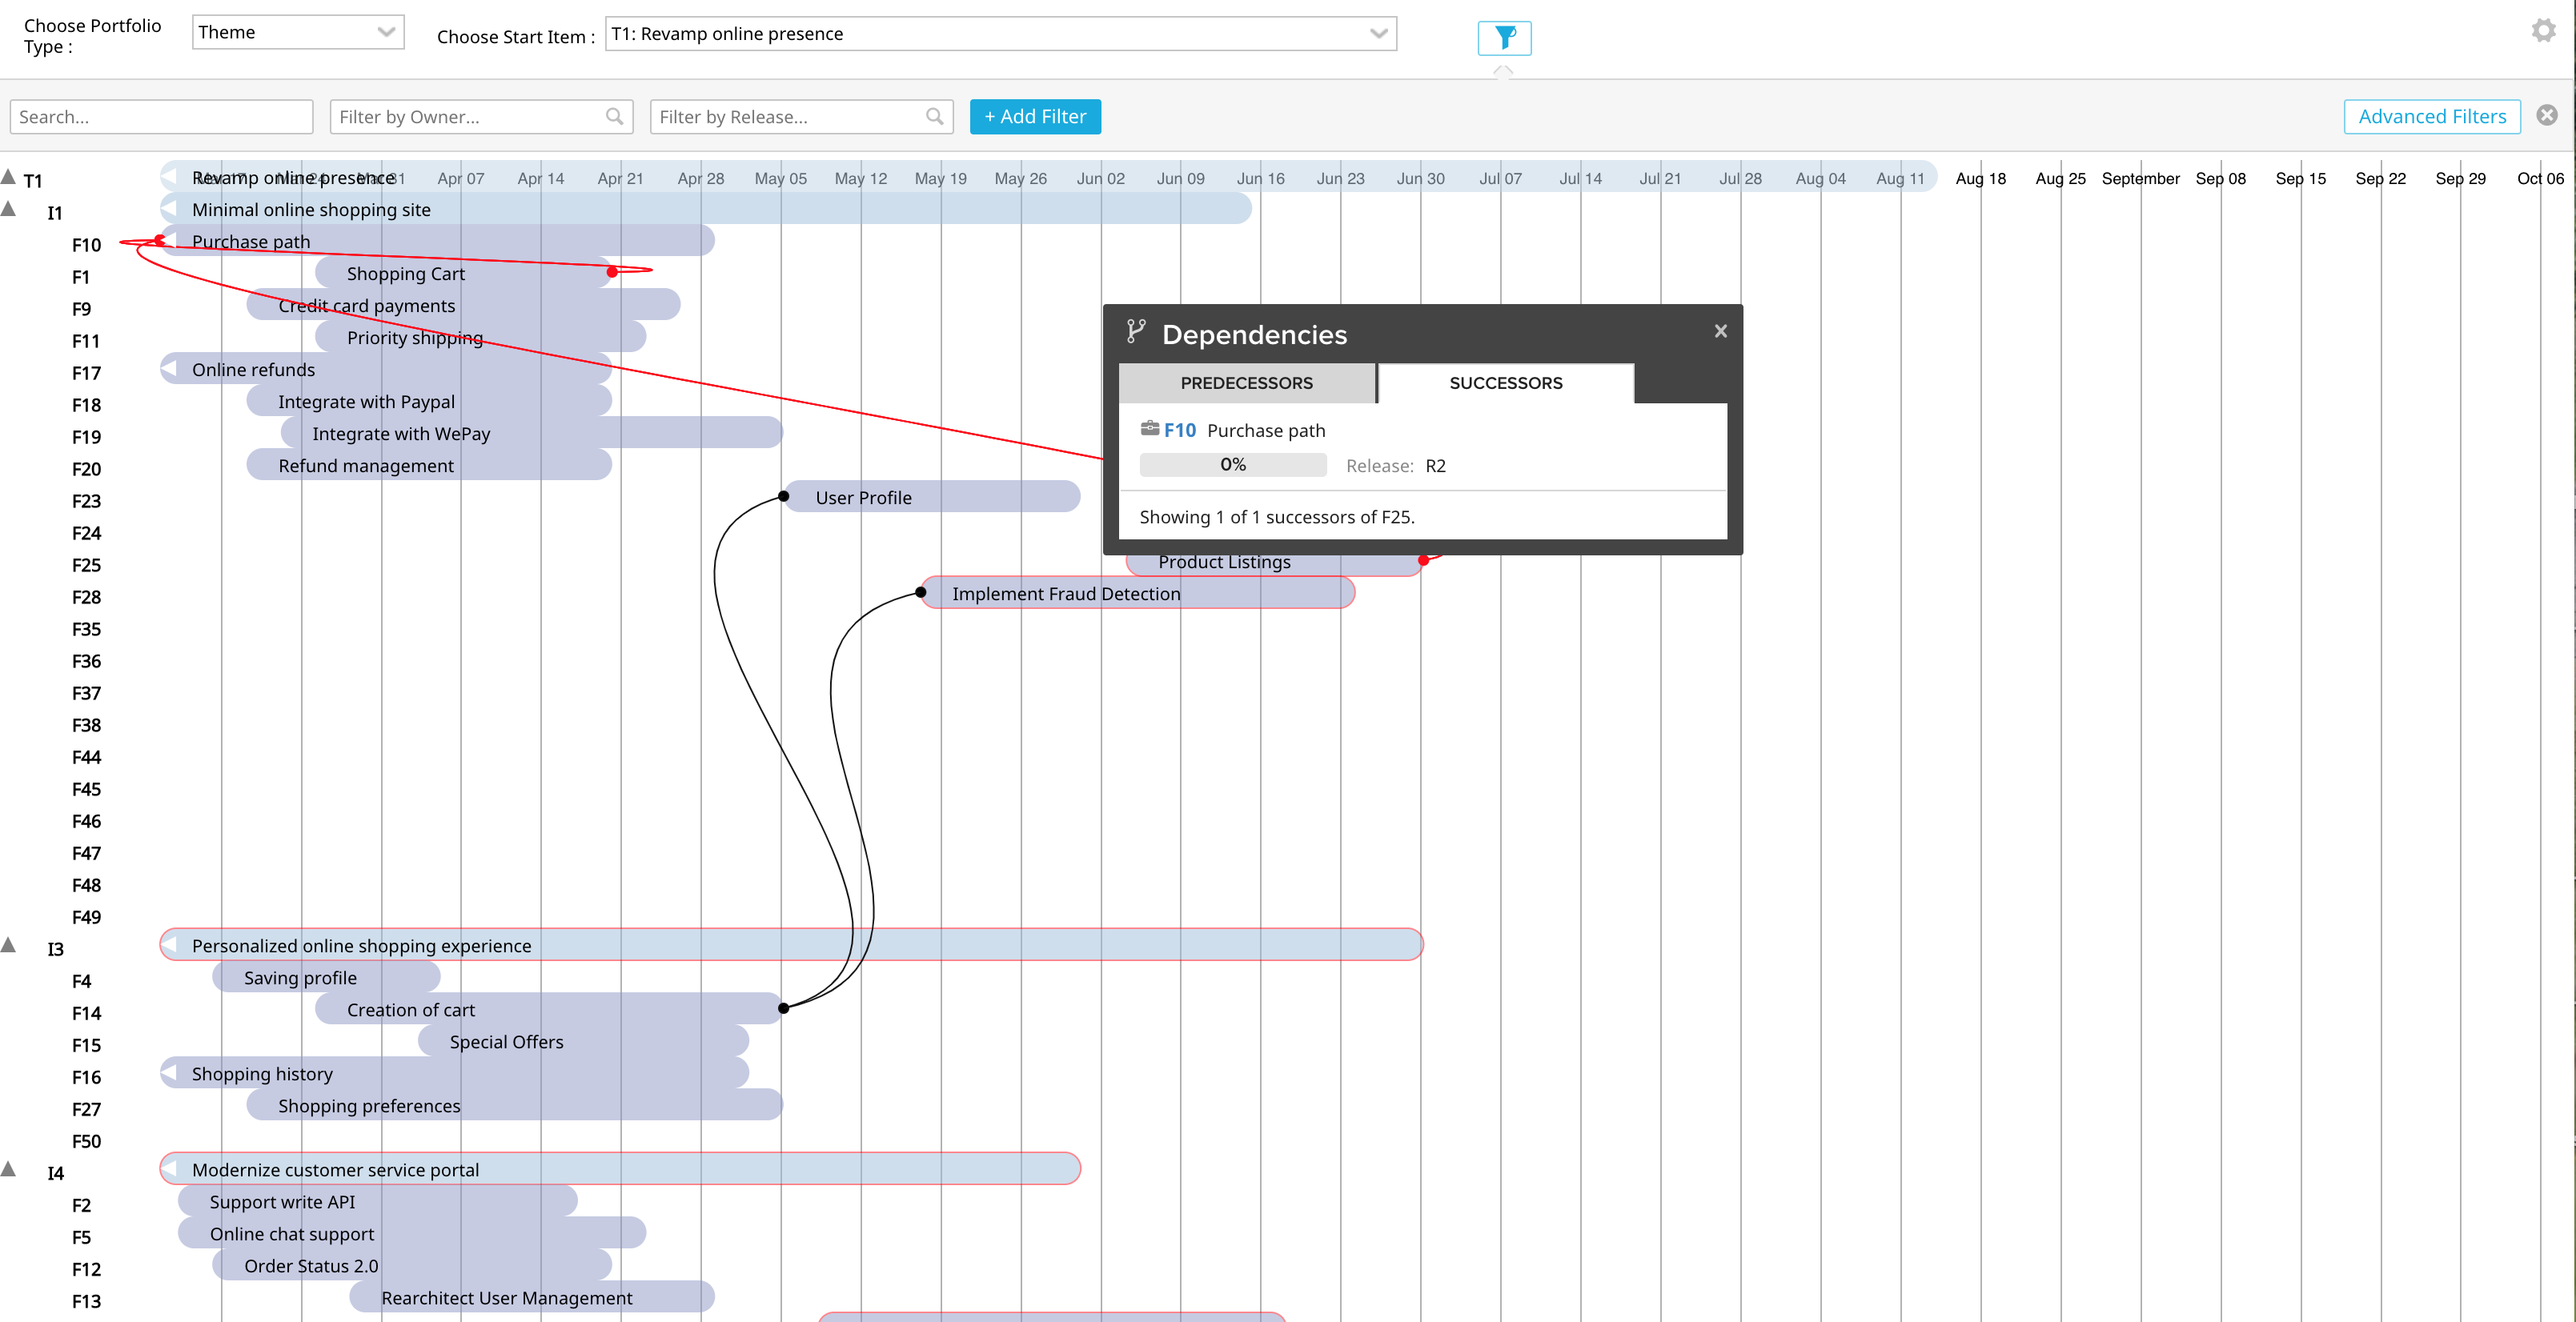 Choose Portfolio
Type :
Theme
Choose Start Item :
T1: Revamp online presence
Search...
Filter by Owner...
Filter by Release...
+ Add Filter
Advanced Filters
T1 Revamp online presence
Mar 17 Mar 24 Mar 31 Apr 07 Apr 14 Apr 21 Apr 28 May 05 May 12 May 19 May 26 Jun 02 Jun 09 Jun 16 Jun 23 Jun 30 Jul 07 Jul 14 Jul 21 Jul 28 Aug 04 Aug 11 Aug 18 Aug 25 September Sep 08 Sep 15 Sep 22 Sep 29 Oct 06
I1 Minimal online shopping site
F10 Purchase path
F1 Shopping Cart
F9 Credit card payments
F11 Priority shipping
F17 Online refunds
F18 Integrate with Paypal
F19 Integrate with WePay
F20 Refund management
F23 User Profile
F24
F25 Product Listings
F28 Implement Fraud Detection
Dependencies
PREDECESSORS SUCCESSORS
F10 Purchase path
0% Release: R2
Showing 1 of 1 successors of F25.
F35
F36
F37
F38
F44
F45
F46
F47
F48
F49
I3 Personalized online shopping experience
F4 Saving profile
F14 Creation of cart
F15 Special Offers
F16 Shopping history
F27 Shopping preferences
F50
I4 Modernize customer service portal
F2 Support write API
F5 Online chat support
F12 Order Status 2.0
F13 Rearchitect User Management